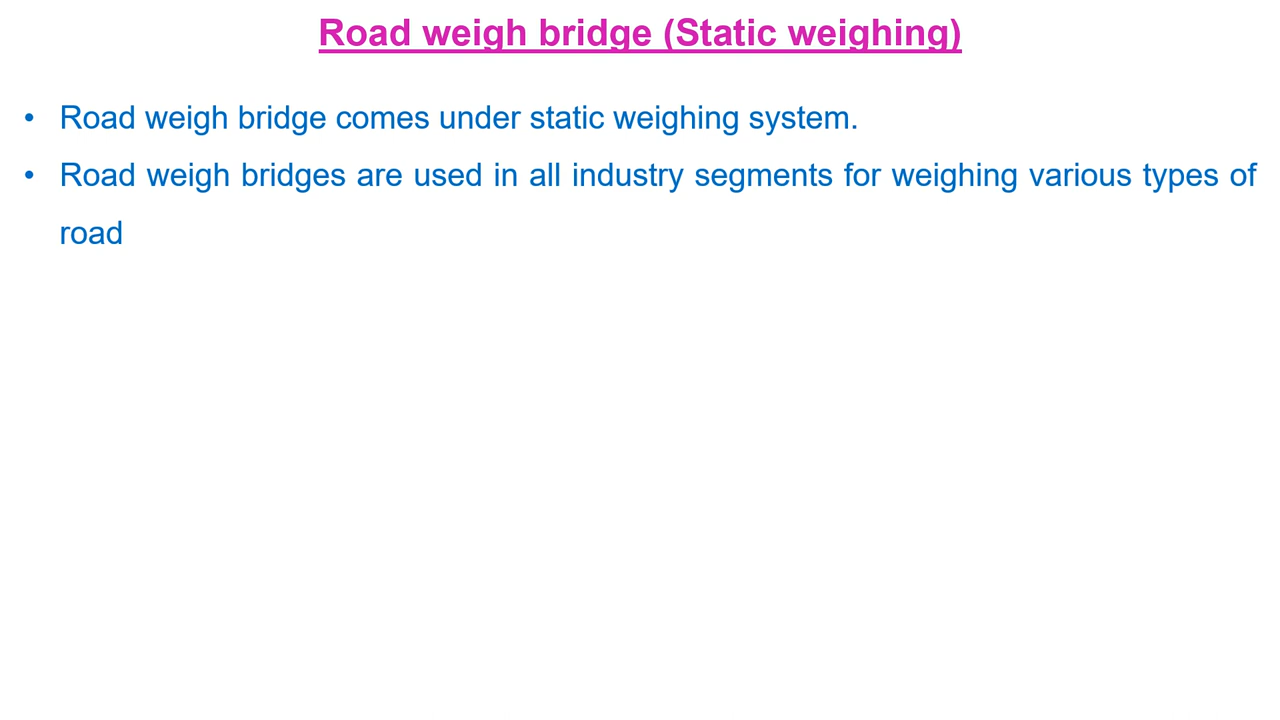 Road weigh bridge (Static weighing)
• Road weigh bridge comes under static weighing system.
• Road weigh bridges are used in all industry segments for weighing various types of
road